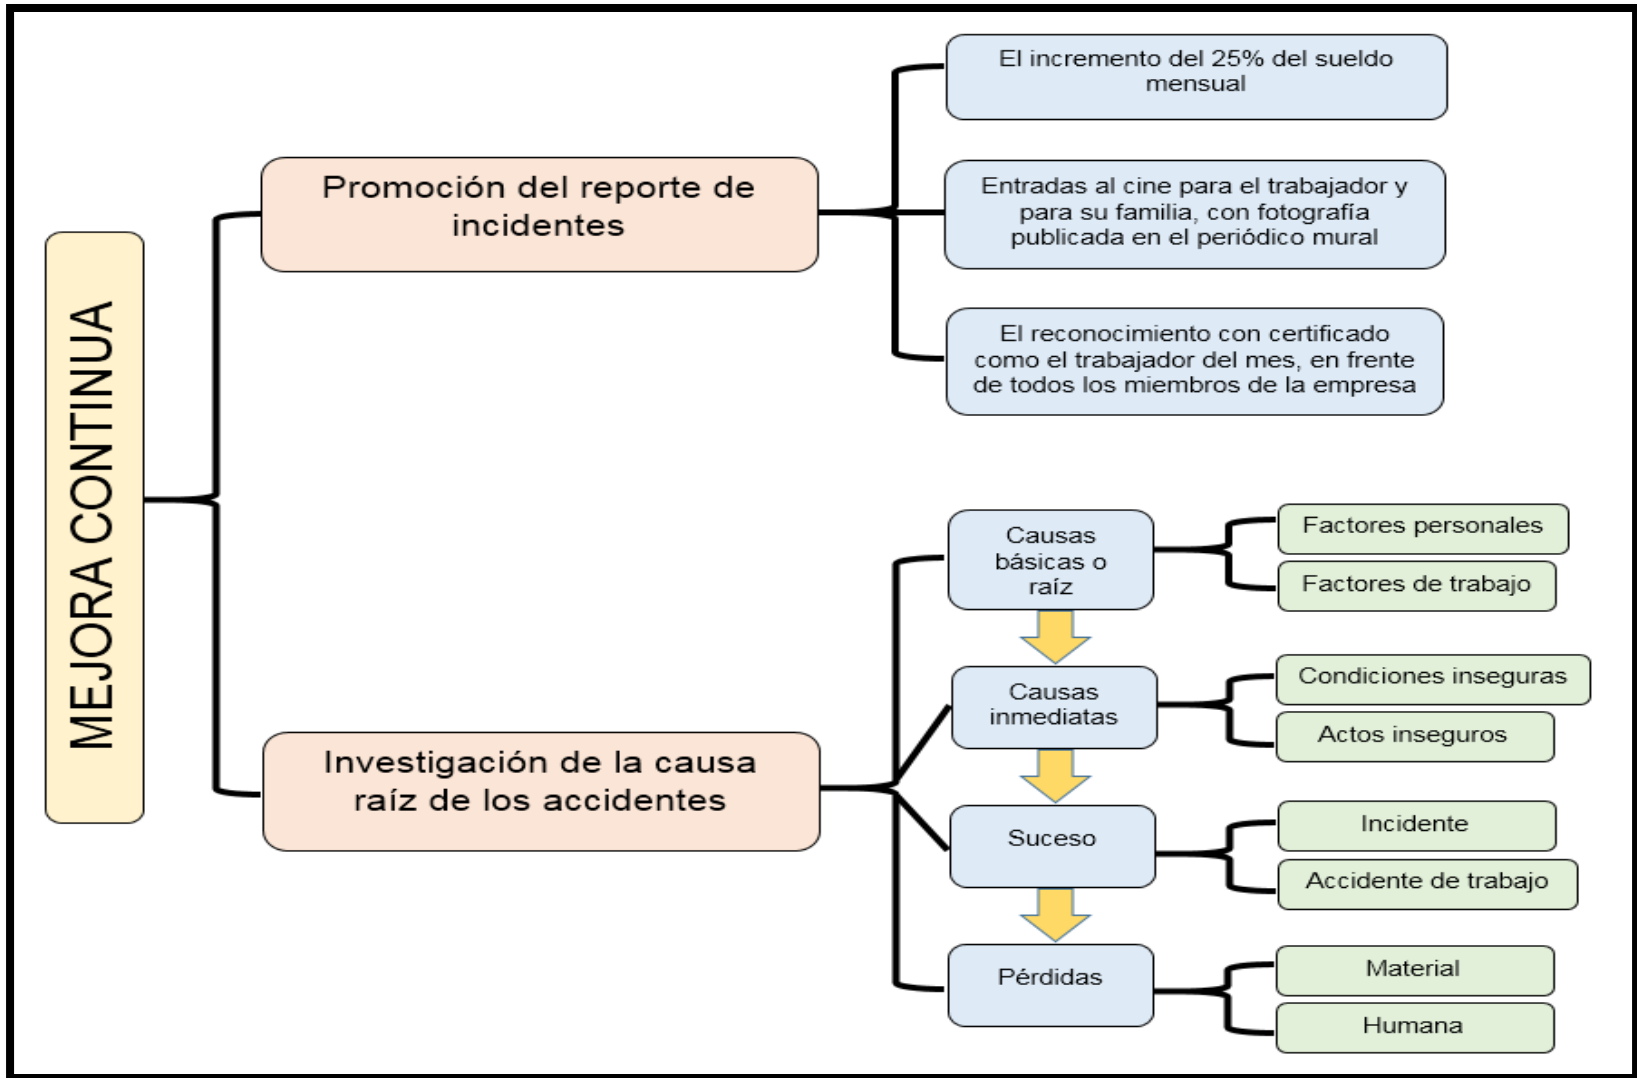 MEJORA CONTINUA
Promoción del reporte de
incidentes
El incremento del 25% del sueldo
mensual
Entradas al cine para el trabajador y
para su familia, con fotografía
publicada en el periódico mural
El reconocimiento con certificado
como el trabajador del mes, en frente
de todos los miembros de la empresa
Investigación de la causa
raíz de los accidentes
Causas
básicas o
raíz
Factores personales
Factores de trabajo
Causas
inmediatas
Condiciones inseguras
Actos inseguros
Suceso
Incidente
Accidente de trabajo
Pérdidas
Material
Humana